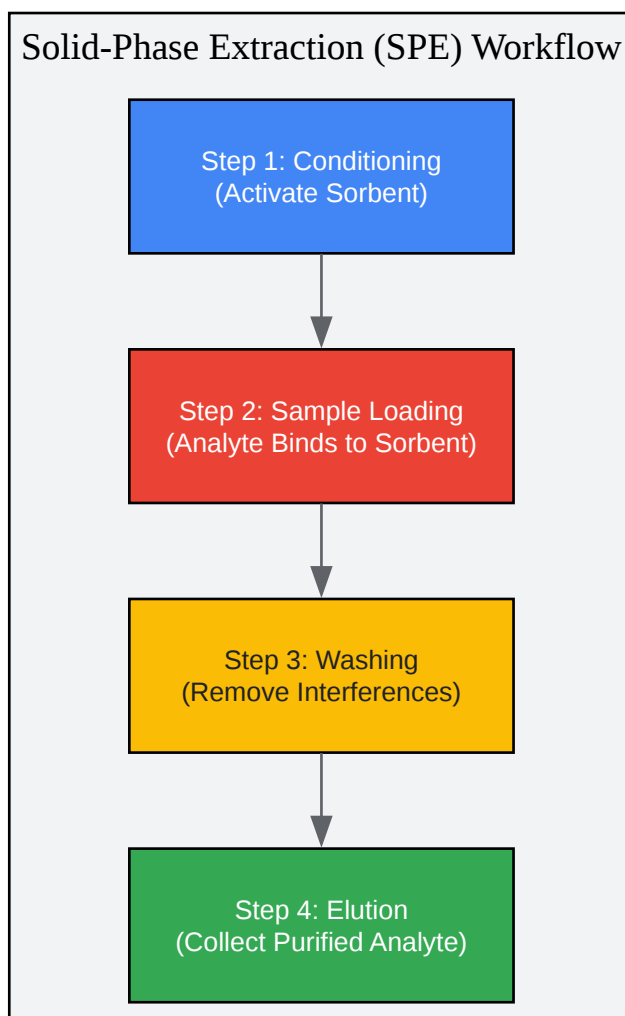 Solid-Phase Extraction (SPE) Workflow
Step 1: Conditioning
(Activate Sorbent)
Step 2: Sample Loading
(Analyte Binds to Sorbent)
Step 3: Washing
(Remove Interferences)
Step 4: Elution
(Collect Purified Analyte)